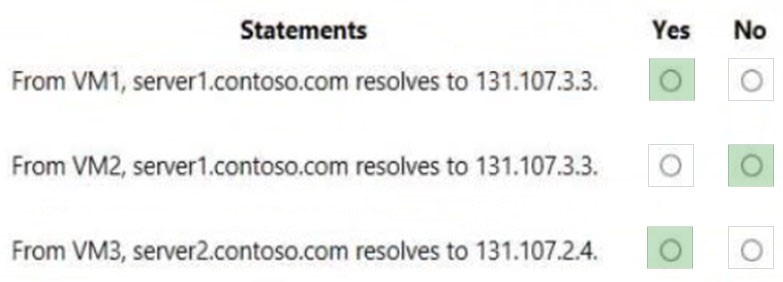 Statements Yes No
From VM1, server1.contoso.com resolves to 131.107.3.3.
From VM2, server1.contoso.com resolves to 131.107.3.3.
From VM3, server2.contoso.com resolves to 131.107.2.4.